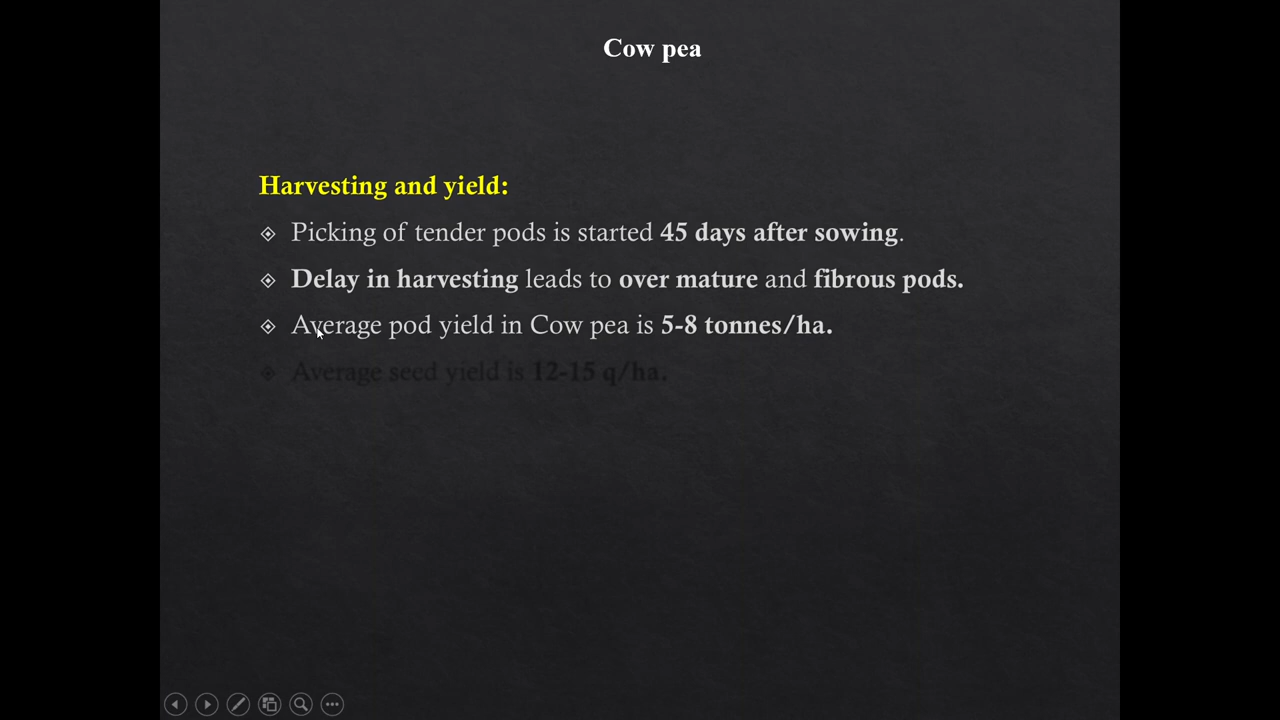 Cow pea
Harvesting and yield:
Picking of tender pods is started 45 days after sowing.
Delay in harvesting leads to over mature and fibrous pods.
Average pod yield in Cow pea is 5-8 tonnes/ha.
Average seed yield is 12-15 q/ha.